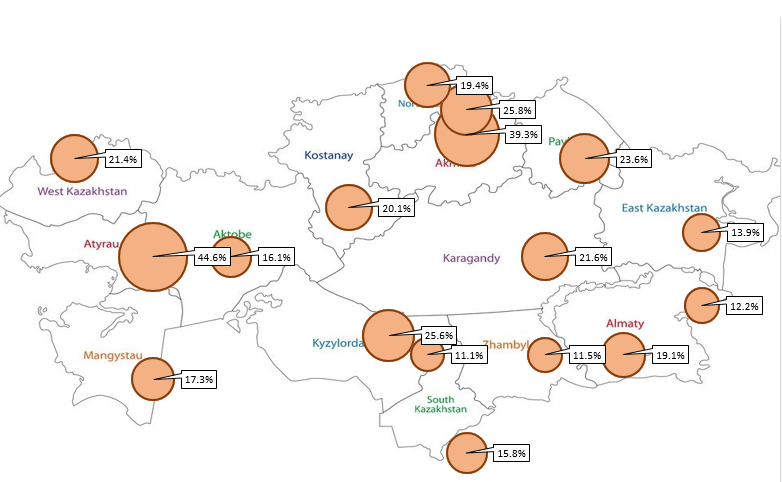 19.4%
25.8%
39.3%
Kostanay
21.4%
23.6%
West Kazakhstan
20.1%
East Kazakhstan
13.9%
Aktobe
Atyrau
44.6%
16.1%
Karagandy
21.6%
12.2%
Almaty
25.6%
Kyzylorda
11.1%
Zhambyl
11.5%
19.1%
Mangystau
17.3%
South
Kazakhstan
15.8%